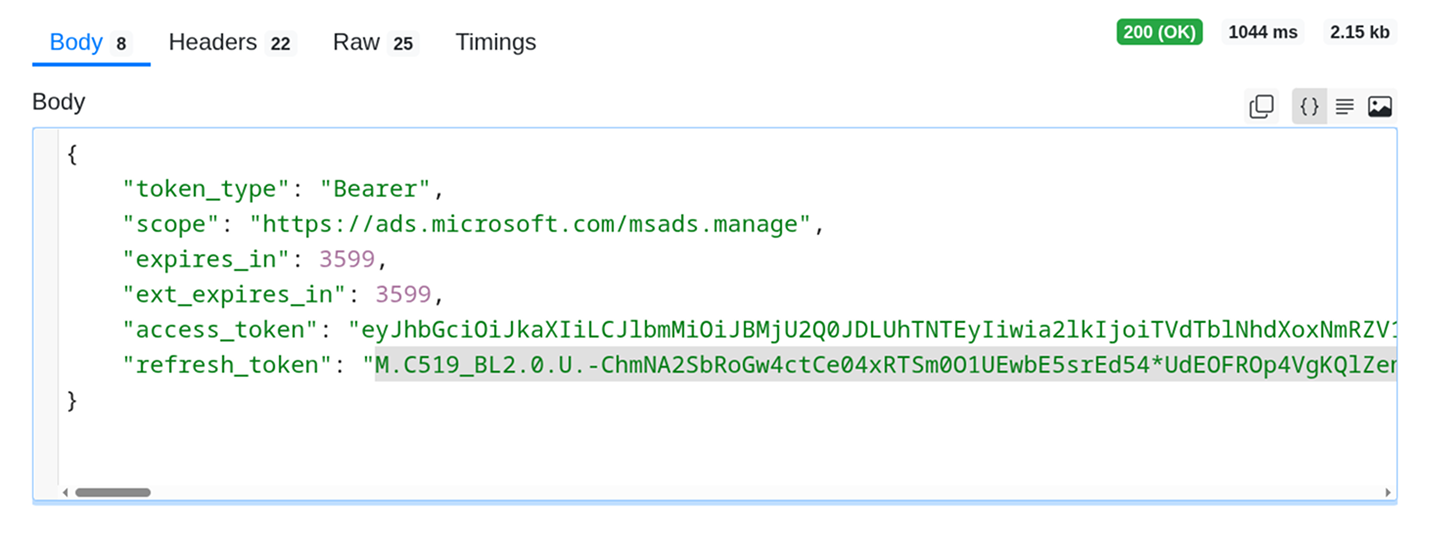 Body 8 Headers 22 Raw 25 Timings 200 (OK) 1044 ms 2.15 kb
Body
{
"token_type": "Bearer",
"scope": "https://ads.microsoft.com/msads.manage",
"expires_in": 3599,
"ext_expires_in": 3599,
"access_token": "eyJhbGciOiJkaXIiLCJlbmMiOiJBMjU2Q0JDLUhTNTEyIiwia2lkIjoiTVdTblNhdXoxNmRZV1
"refresh_token": "M.C519_BL2.0.U.-ChmNA2SbRoGw4ctCe04xRTSm0O1UEwbE5srEd54*UdEOFROp4VgKQlZer
}